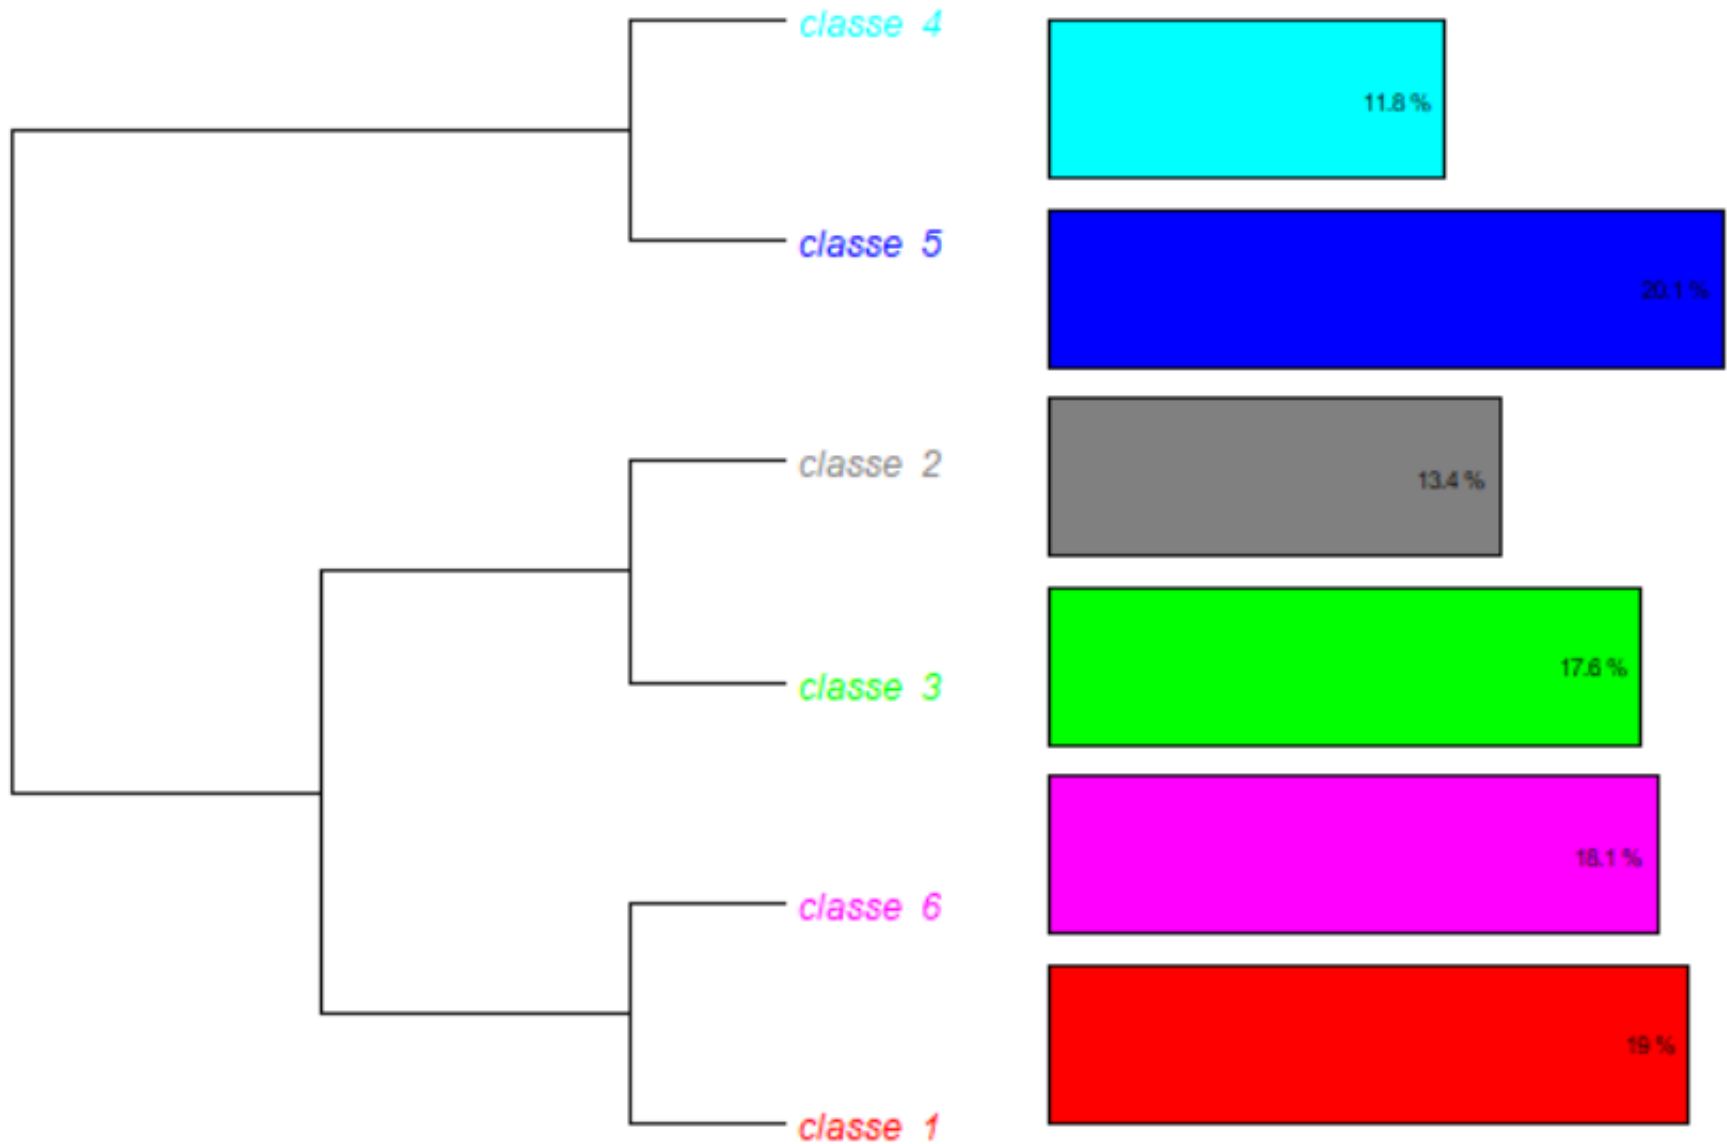 classe 4
11.8 %
classe 5
20.1 %
classe 2
13.4 %
classe 3
17.6 %
classe 6
18.1 %
classe 1
19 %